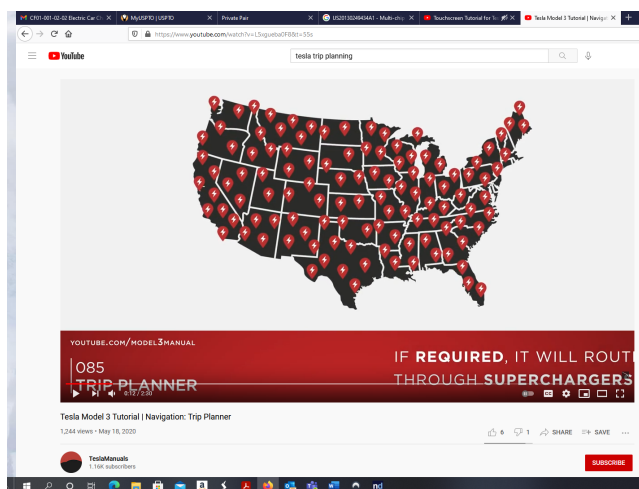 CF01-001-02-02 Electric Car Ch
MyUSPTO | USPTO
Private Pair
US20130249454A1 - Multi-chip
Touchscreen Tutorial for Te
Tesla Model 3 Tutorial | Navigat
https://www.youtube.com/watch?v=
YouTube
tesla trip planning
YOUTUBE.COM/MODEL3MANUAL
085
TRIP PLANNER
IF REQUIRED, IT WILL ROUT
THROUGH SUPERCHARGERS
0:12 / 2:30
Tesla Model 3 Tutorial | Navigation: Trip Planner
1,244 views • May 18, 2020
6
1
SHARE
SAVE
TeslaManuals
1.16K subscribers
SUBSCRIBE